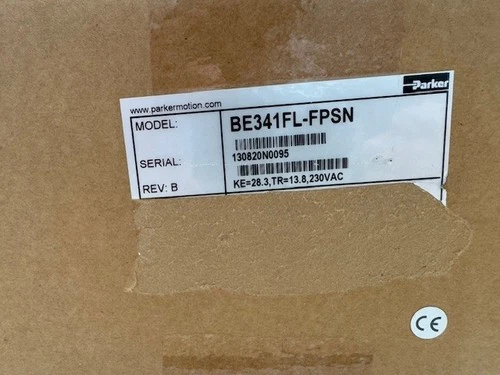 Parker
www.parkermotion.com
MODEL: BE341FL-FPSN
SERIAL: 130820N0095
REV: B KE=28.3,TR=13.8,230VAC
CE